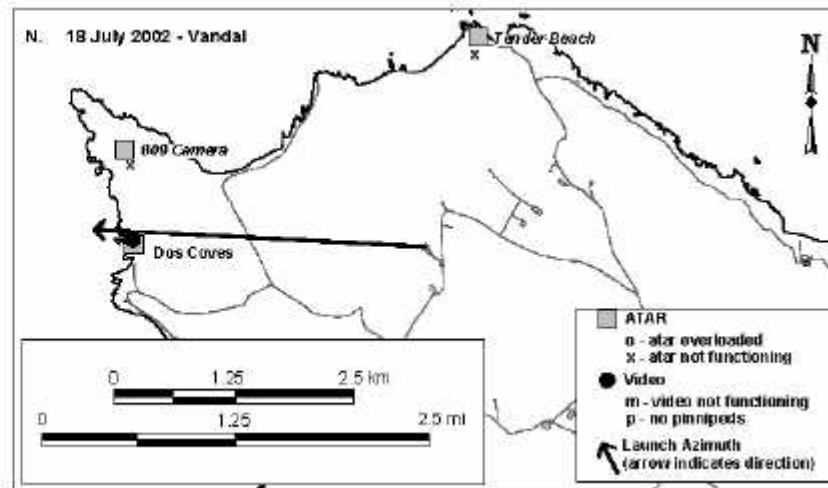 N. 18 July 2002 - Vandal
Tender Beach
x
N
809 Camera
x
Dos Coves
ATAR
o - atar overloaded
x - atar not functioning
Video
m - video not functioning
p - no pinnipeds
Launch Azimuth
(arrow indicates direction)
0 1.25 2.5 km
0 1.25 2.5 mi